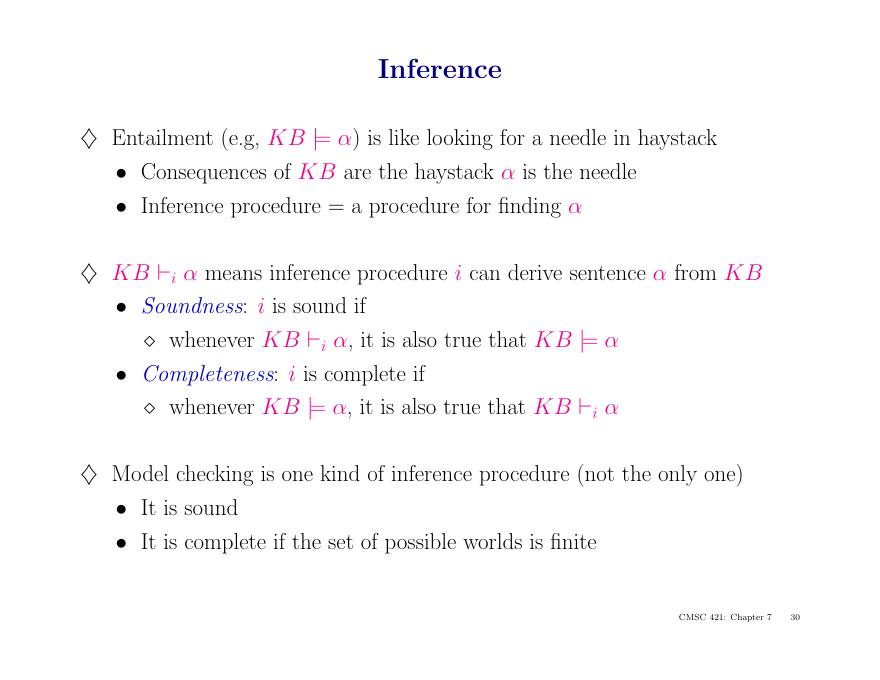 Inference
♢ Entailment (e.g, KB ⊨ α) is like looking for a needle in haystack
• Consequences of KB are the haystack α is the needle
• Inference procedure = a procedure for finding α
♢ KB ⊢ᵢ α means inference procedure i can derive sentence α from KB
• Soundness: i is sound if
⋄ whenever KB ⊢ᵢ α, it is also true that KB ⊨ α
• Completeness: i is complete if
⋄ whenever KB ⊨ α, it is also true that KB ⊢ᵢ α
♢ Model checking is one kind of inference procedure (not the only one)
• It is sound
• It is complete if the set of possible worlds is finite
CMSC 421: Chapter 7 30